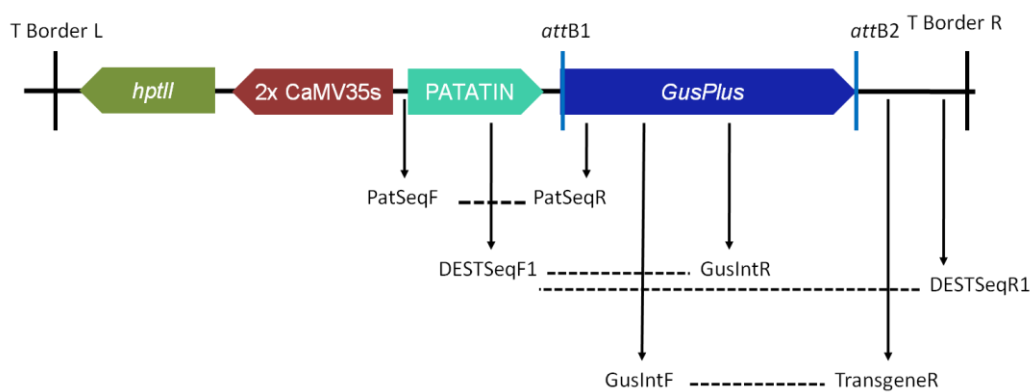 T Border L
attB1
attB2
T Border R
hptII
2x CaMV35s
PATATIN
GusPlus
PatSeqF
PatSeqR
DESTSeqF1
GusIntR
DESTSeqR1
GusIntF
TransgeneR